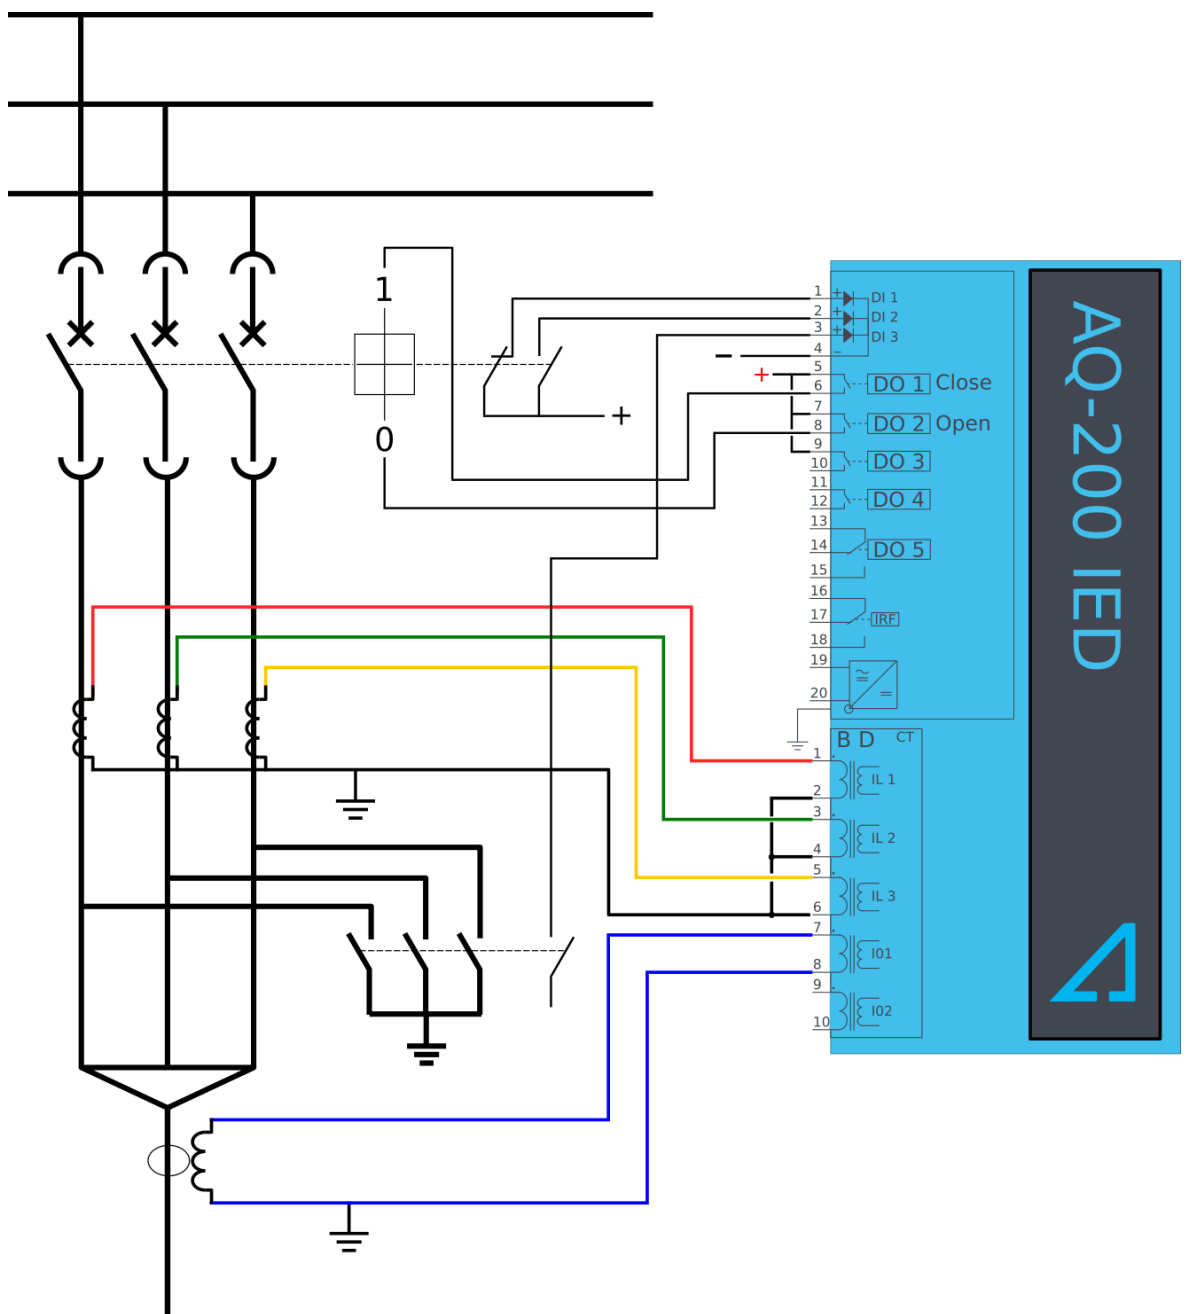 1
0
+
−
+
1 + DI 1
2 + DI 2
3 + DI 3
4 −
5
6 DO 1 Close
7
8 DO 2 Open
9
10 DO 3
11
12 DO 4
13
14 DO 5
15
16
17 IRF
18
19
20
B D CT
1
IL 1
2
3
IL 2
4
5
IL 3
6
7
I01
8
9
I02
10
AQ-200 IED